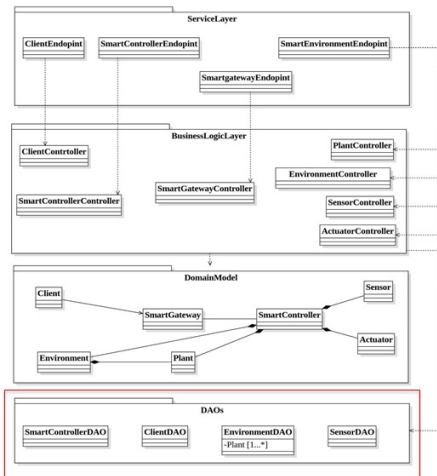 ServiceLayer
ClientEndopint
SmartControllerEndopint
SmartEnvironmentEndopint
SmartgatewayEndopint
BusinessLogicLayer
PlantController
ClientContrtoller
EnvironmentController
SmartGatewayController
SmartControllerController
SensorController
ActuatorController
DomainModel
Sensor
Client
SmartGateway
SmartController
Actuator
Environment
Plant
DAOs
SmartControllerDAO
ClientDAO
EnvironmentDAO
SensorDAO
-Plant [1...*]